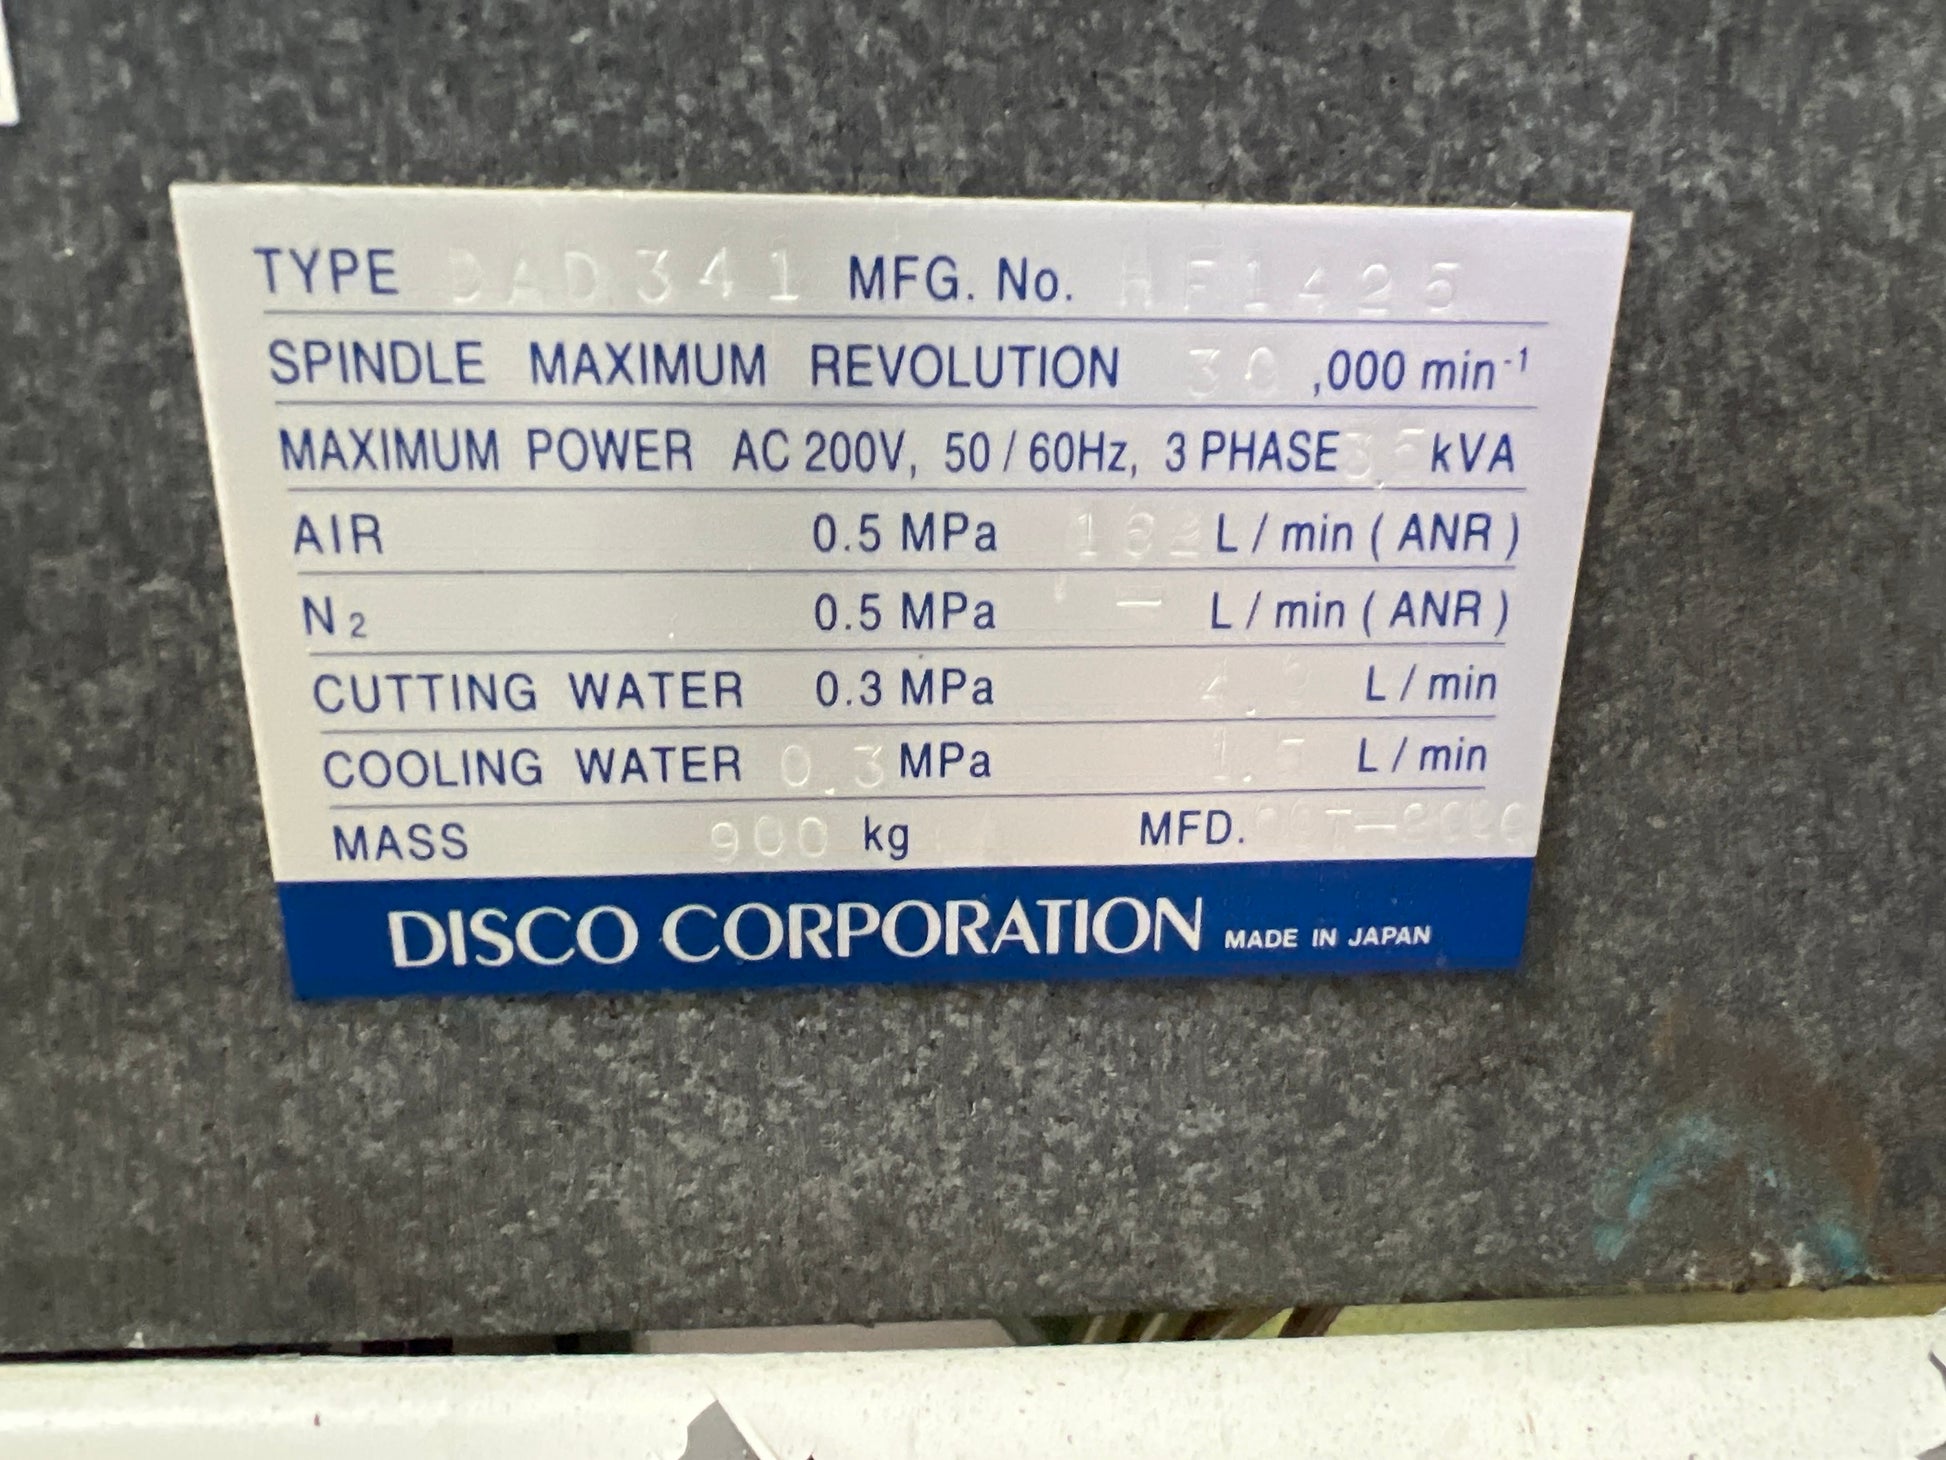 TYPE DAD341 MFG. No. HF1425
SPINDLE MAXIMUM REVOLUTION 30 ,000 min⁻¹
MAXIMUM POWER AC 200V, 50 / 60Hz, 3 PHASE kVA
AIR 0.5 MPa 162 L / min ( ANR )
N₂ 0.5 MPa – L / min ( ANR )
CUTTING WATER 0.3 MPa L / min
COOLING WATER 0.3 MPa L / min
MASS 900 kg MFD.
DISCO CORPORATION MADE IN JAPAN